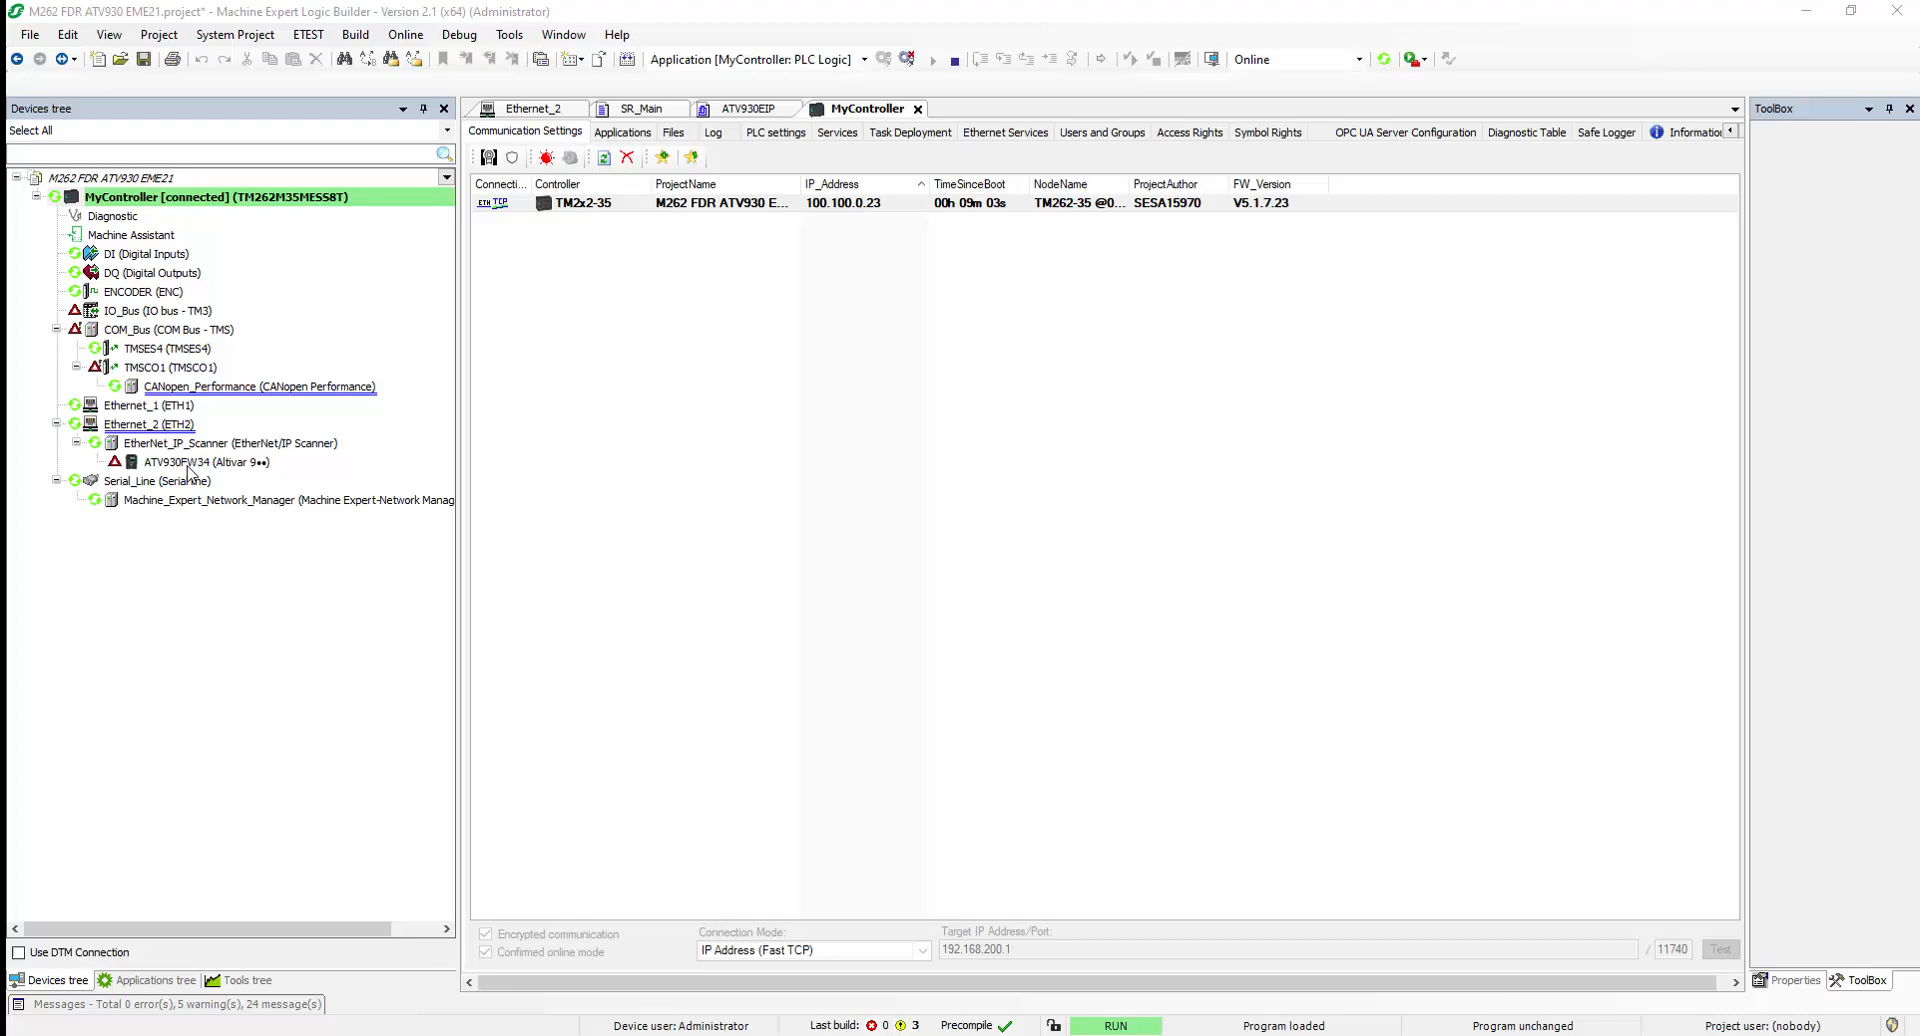 M262 FDR ATV930 EME21.project* - Machine Expert Logic Builder - Version 2.1 (x64) (Administrator)
File Edit View Project System Project ETEST Build Online Debug Tools Window Help
Application [MyController: PLC Logic] Online
Devices tree
Select All
M262 FDR ATV930 EME21
MyController [connected] (TM262M35MESS8T)
Diagnostic
Machine Assistant
DI (Digital Inputs)
DQ (Digital Outputs)
ENCODER (ENC)
IO_Bus (IO bus - TM3)
COM_Bus (COM Bus - TMS)
TMSES4 (TMSES4)
TMSCO1 (TMSCO1)
CANopen_Performance (CANopen Performance)
Ethernet_1 (ETH1)
Ethernet_2 (ETH2)
EtherNet_IP_Scanner (EtherNet/IP Scanner)
ATV930FW34 (Altivar 9••)
Serial_Line (Serial line)
Machine_Expert_Network_Manager (Machine Expert-Network Manag
Use DTM Connection
Devices tree Applications tree Tools tree
Ethernet_2 SR_Main ATV930EIP MyController
Communication Settings Applications Files Log PLC settings Services Task Deployment Ethernet Services Users and Groups Access Rights Symbol Rights OPC UA Server Configuration Diagnostic Table Safe Logger Informatio
Connecti... Controller ProjectName IP_Address TimeSinceBoot NodeName ProjectAuthor FW_Version
ETH TCP TM2x2-35 M262 FDR ATV930 E... 100.100.0.23 00h 09m 03s TM262-35 @0... SESA15970 V5.1.7.23
Encrypted communication
Confirmed online mode
Connection Mode:
IP Address (Fast TCP)
Target IP Address/Port:
192.168.200.1 / 11740 Test
ToolBox
Properties ToolBox
Messages - Total 0 error(s), 5 warning(s), 24 message(s)
Device user: Administrator Last build: 0 3 Precompile RUN Program loaded Program unchanged Project user: (nobody)